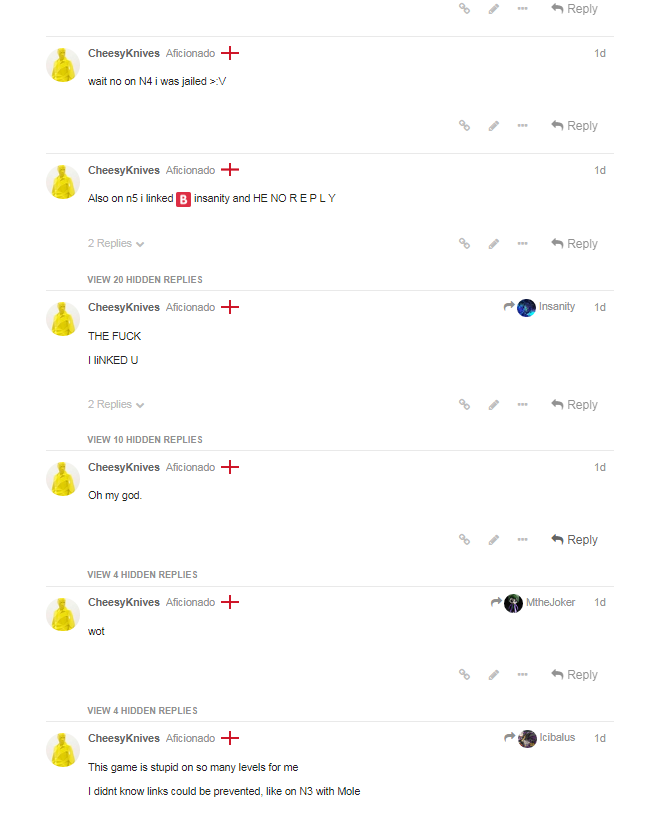 Reply
CheesyKnives Aficionado 1d
wait no on N4 i was jailed >:\/
Reply
CheesyKnives Aficionado 1d
Also on n5 i linked B insanity and HE NO R E P L Y
2 Replies
Reply
VIEW 20 HIDDEN REPLIES
CheesyKnives Aficionado Insanity 1d
THE FUCK
I liNKED U
2 Replies
Reply
VIEW 10 HIDDEN REPLIES
CheesyKnives Aficionado 1d
Oh my god.
Reply
VIEW 4 HIDDEN REPLIES
CheesyKnives Aficionado MtheJoker 1d
wot
Reply
VIEW 4 HIDDEN REPLIES
CheesyKnives Aficionado Icibalus 1d
This game is stupid on so many levels for me
I didnt know links could be prevented, like on N3 with Mole